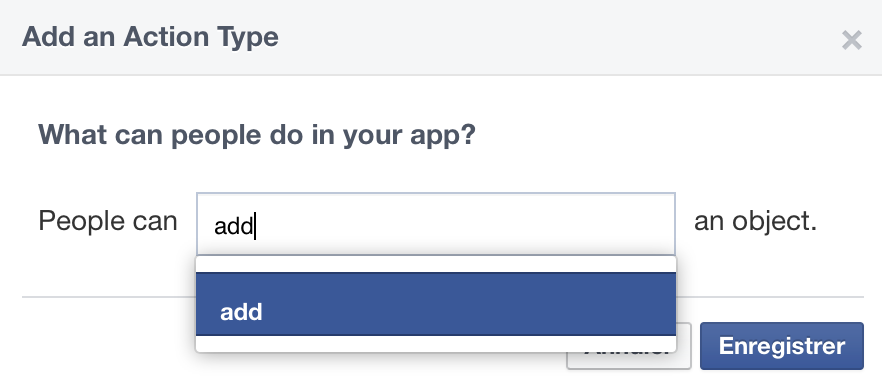 Add an Action Type
×
What can people do in your app?
People can add an object.
add
Enregistrer